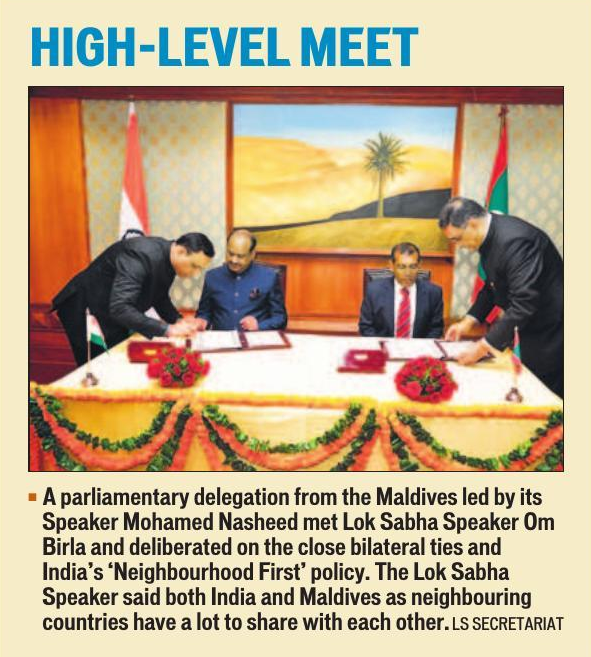 HIGH-LEVEL MEET
▪ A parliamentary delegation from the Maldives led by its
Speaker Mohamed Nasheed met Lok Sabha Speaker Om
Birla and deliberated on the close bilateral ties and
India’s ‘Neighbourhood First’ policy. The Lok Sabha
Speaker said both India and Maldives as neighbouring
countries have a lot to share with each other. LS SECRETARIAT